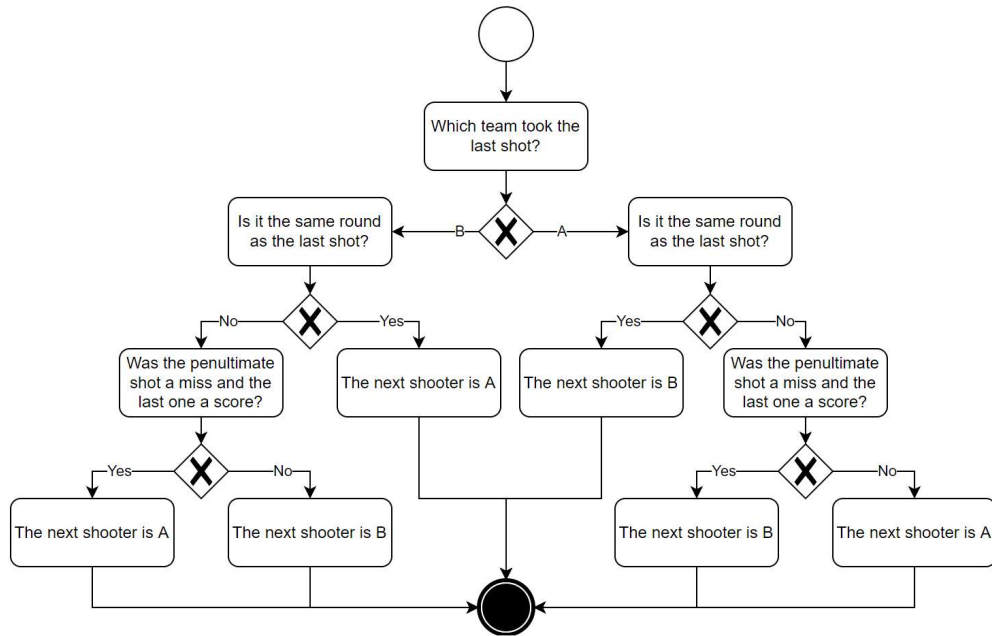 Which team took the
last shot?
Is it the same round
as the last shot?
B
A
Is it the same round
as the last shot?
No
Yes
Yes
No
Was the penultimate
shot a miss and the
last one a score?
The next shooter is A
The next shooter is B
Was the penultimate
shot a miss and the
last one a score?
Yes
No
Yes
No
The next shooter is A
The next shooter is B
The next shooter is B
The next shooter is A